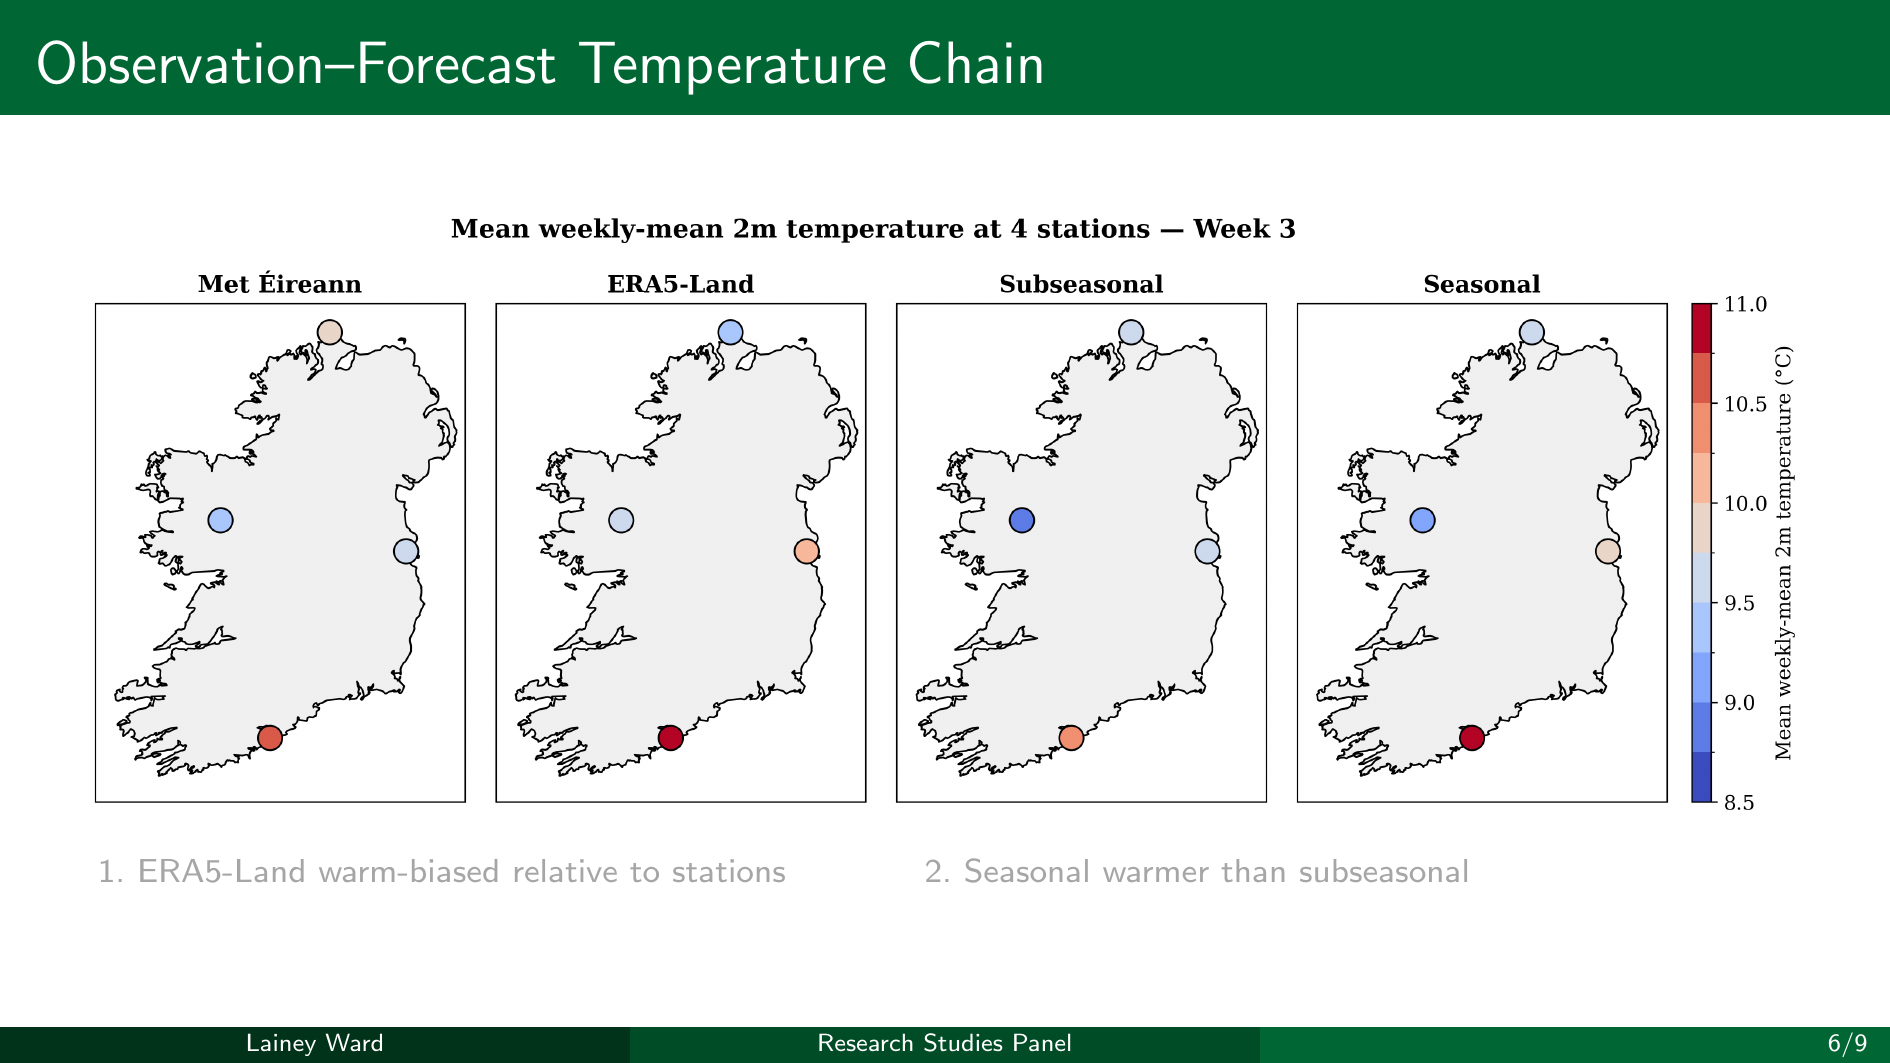 Observation–Forecast Temperature Chain
Mean weekly-mean 2m temperature at 4 stations — Week 3
Met Éireann
ERA5-Land
Subseasonal
Seasonal
11.0
10.5
10.0
9.5
9.0
8.5
Mean weekly-mean 2m temperature (°C)
1. ERA5-Land warm-biased relative to stations
2. Seasonal warmer than subseasonal
Lainey Ward
Research Studies Panel
6/9